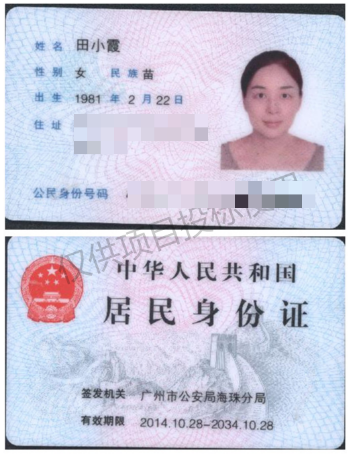 姓名 田小霞
性别 女 民族 苗
出生 1981 年 2 月 22 日
住址
公民身份号码
仅供项目投标使用
中华人民共和国
居民身份证
签发机关 广州市公安局海珠分局
有效期限 2014.10.28-2034.10.28